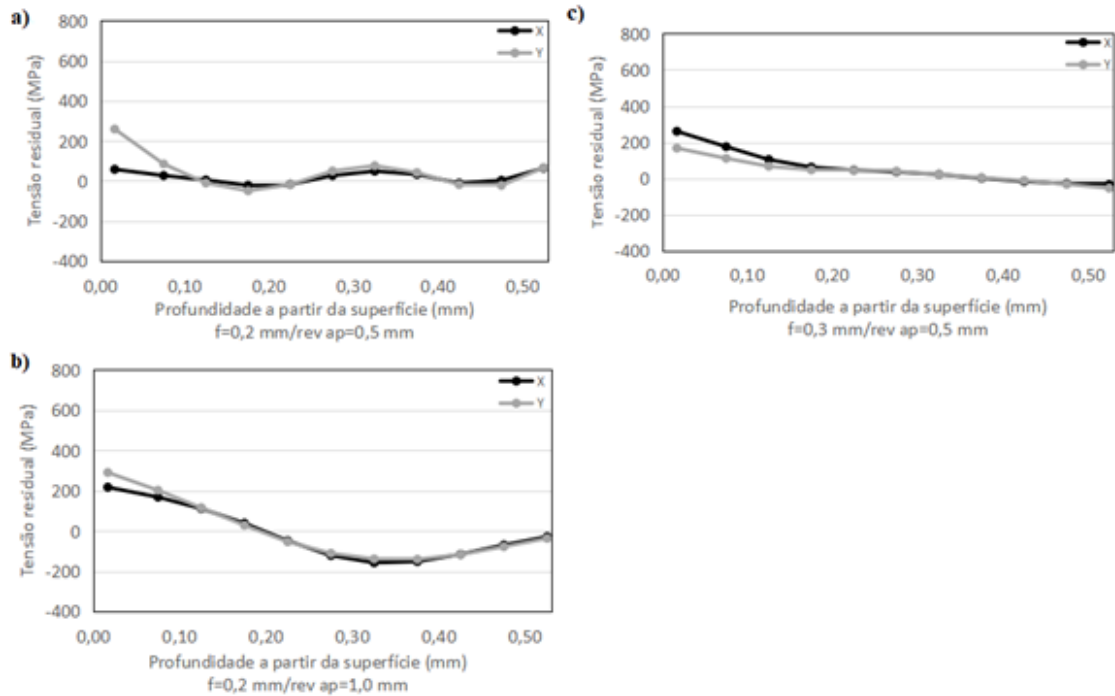 a)
800
600
400
200
0
-200
-400
Tensão residual (MPa)
X
Y
0,00 0,10 0,20 0,30 0,40 0,50
Profundidade a partir da superfície (mm)
f=0,2 mm/rev ap=0,5 mm
c)
800
600
400
200
0
-200
-400
Tensão residual (MPa)
X
Y
0,00 0,10 0,20 0,30 0,40 0,50
Profundidade a partir da superfície (mm)
f=0,3 mm/rev ap=0,5 mm
b)
800
600
400
200
0
-200
-400
Tensão residual (MPa)
X
Y
0,00 0,10 0,20 0,30 0,40 0,50
Profundidade a partir da superfície (mm)
f=0,2 mm/rev ap=1,0 mm